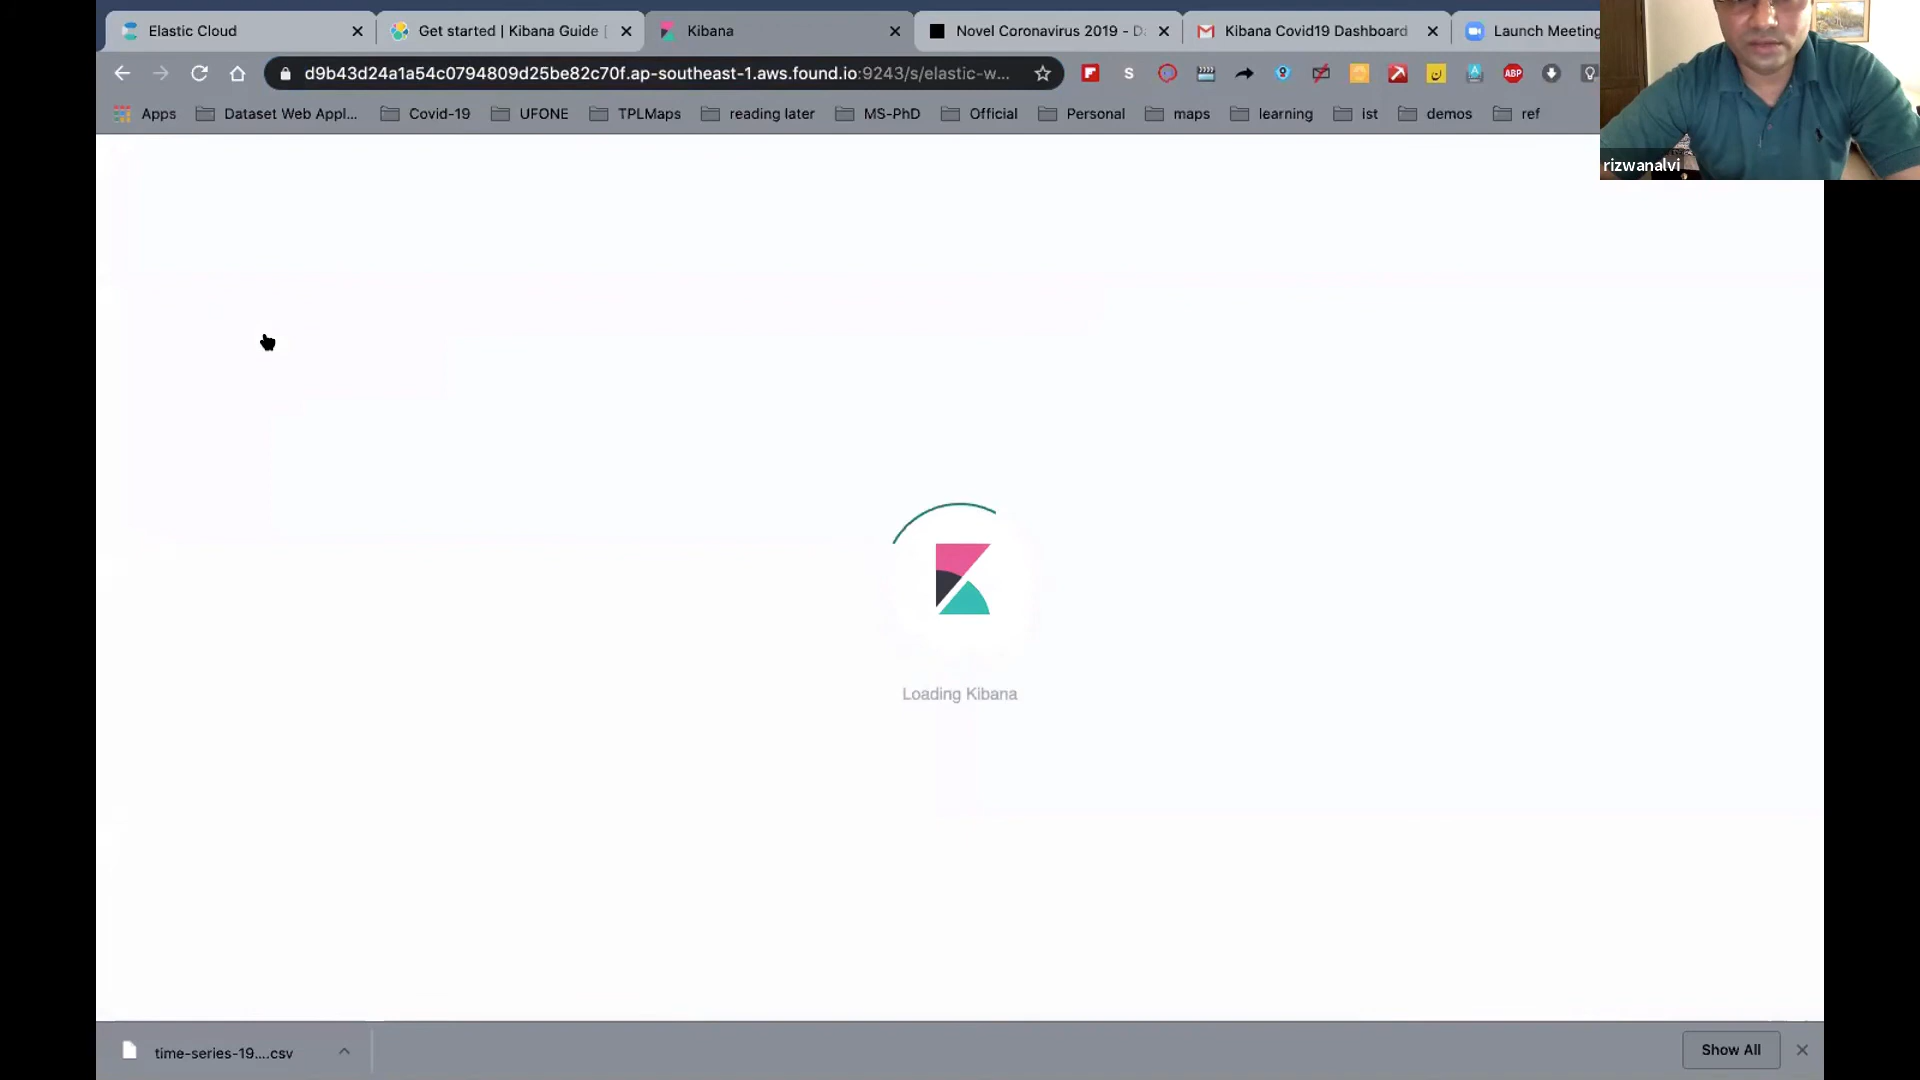 Elastic Cloud
Get started | Kibana Guide [
Kibana
Novel Coronavirus 2019 - D
Kibana Covid19 Dashboard
Launch Meeting
d9b43d24a1a54c0794809d25be82c70f.ap-southeast-1.aws.found.io:9243/s/elastic-w...
S
ABP
Apps
Dataset Web Appl...
Covid-19
UFONE
TPLMaps
reading later
MS-PhD
Official
Personal
maps
learning
ist
demos
ref
rizwanalvi
Loading Kibana
time-series-19....csv
Show All